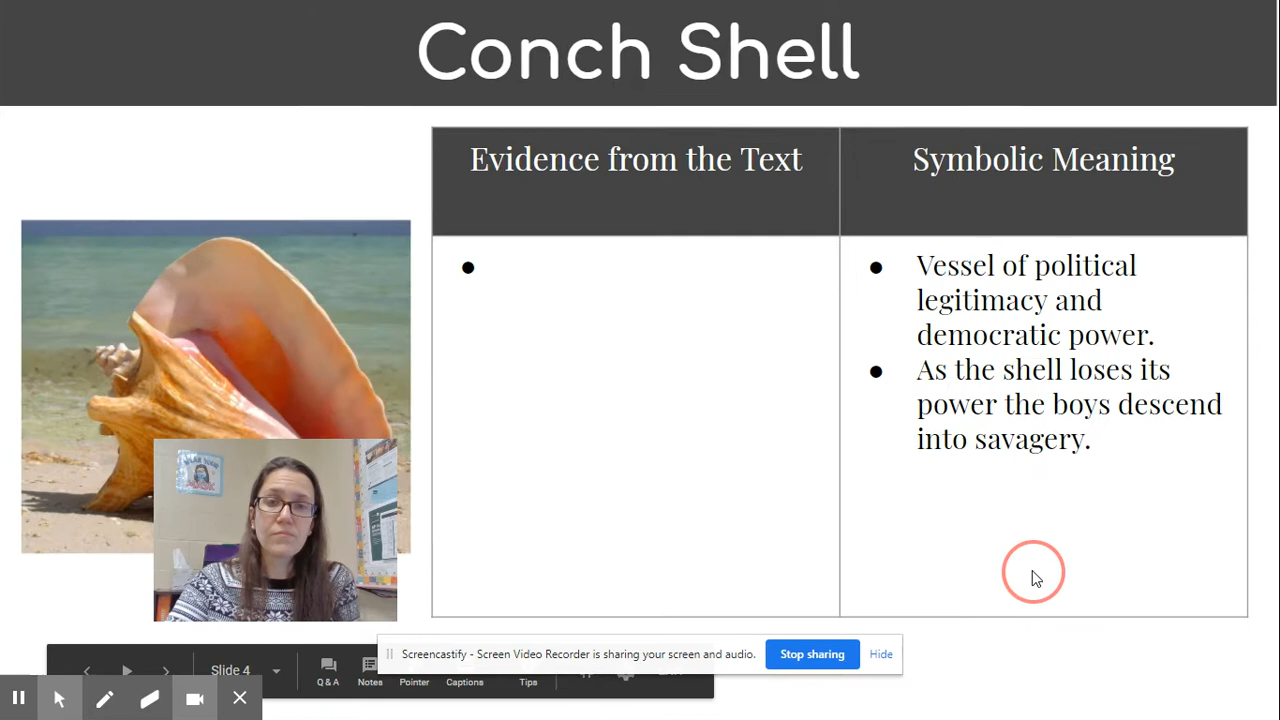 Conch Shell
Evidence from the Text
Symbolic Meaning
●
● Vessel of political
legitimacy and
democratic power.
● As the shell loses its
power the boys descend
into savagery.
Screencastify - Screen Video Recorder is sharing your screen and audio.
Stop sharing
Hide
Slide 4
Q & A
Notes
Pointer
Captions
Tips